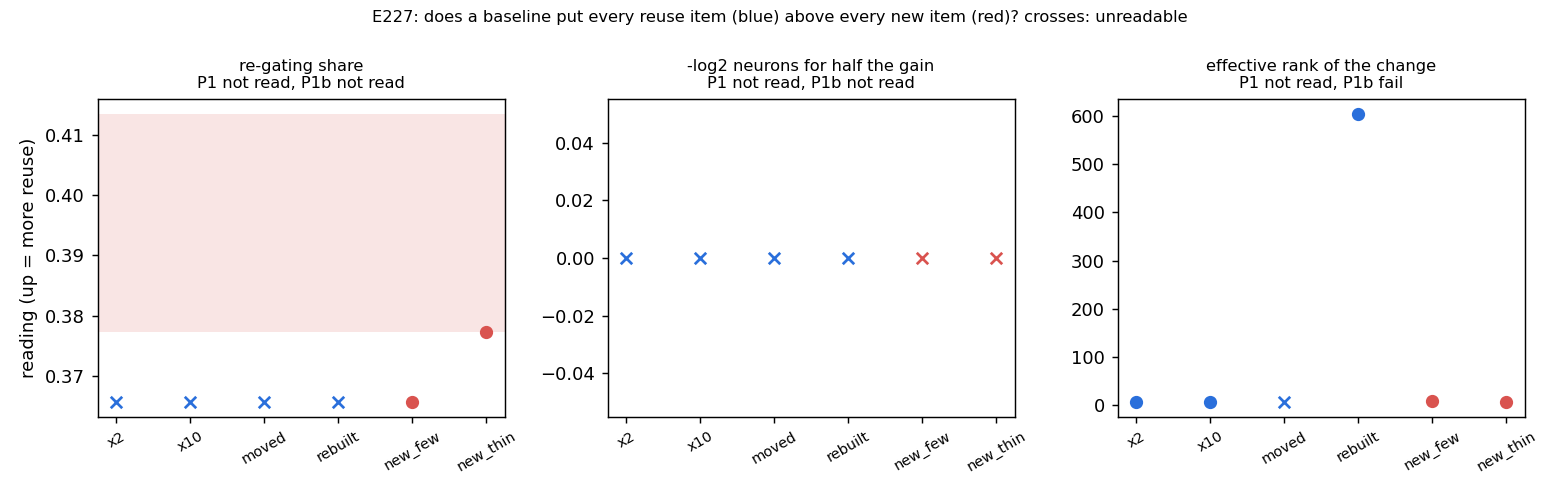 E227: does a baseline put every reuse item (blue) above every new item (red)? crosses: unreadable
re-gating share
P1 not read, P1b not read
reading (up = more reuse)
0.41
0.40
0.39
0.38
0.37
x2
x10
moved
rebuilt
new_few
new_thin
-log2 neurons for half the gain
P1 not read, P1b not read
0.04
0.02
0.00
−0.02
−0.04
x2
x10
moved
rebuilt
new_few
new_thin
effective rank of the change
P1 not read, P1b fail
600
500
400
300
200
100
0
x2
x10
moved
rebuilt
new_few
new_thin